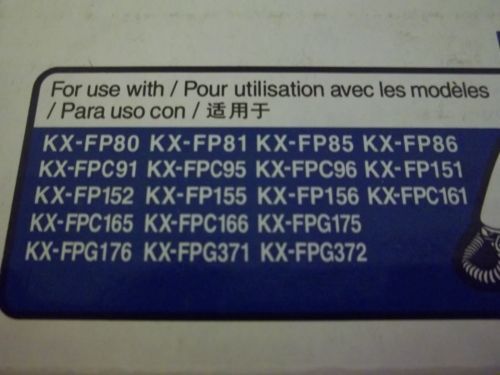 For use with / Pour utilisation avec les modèles
/ Para uso con / 适用于
KX-FP80 KX-FP81 KX-FP85 KX-FP86
KX-FPC91 KX-FPC95 KX-FPC96 KX-FP151
KX-FP152 KX-FP155 KX-FP156 KX-FPC161
KX-FPC165 KX-FPC166 KX-FPG175
KX-FPG176 KX-FPG371 KX-FPG372